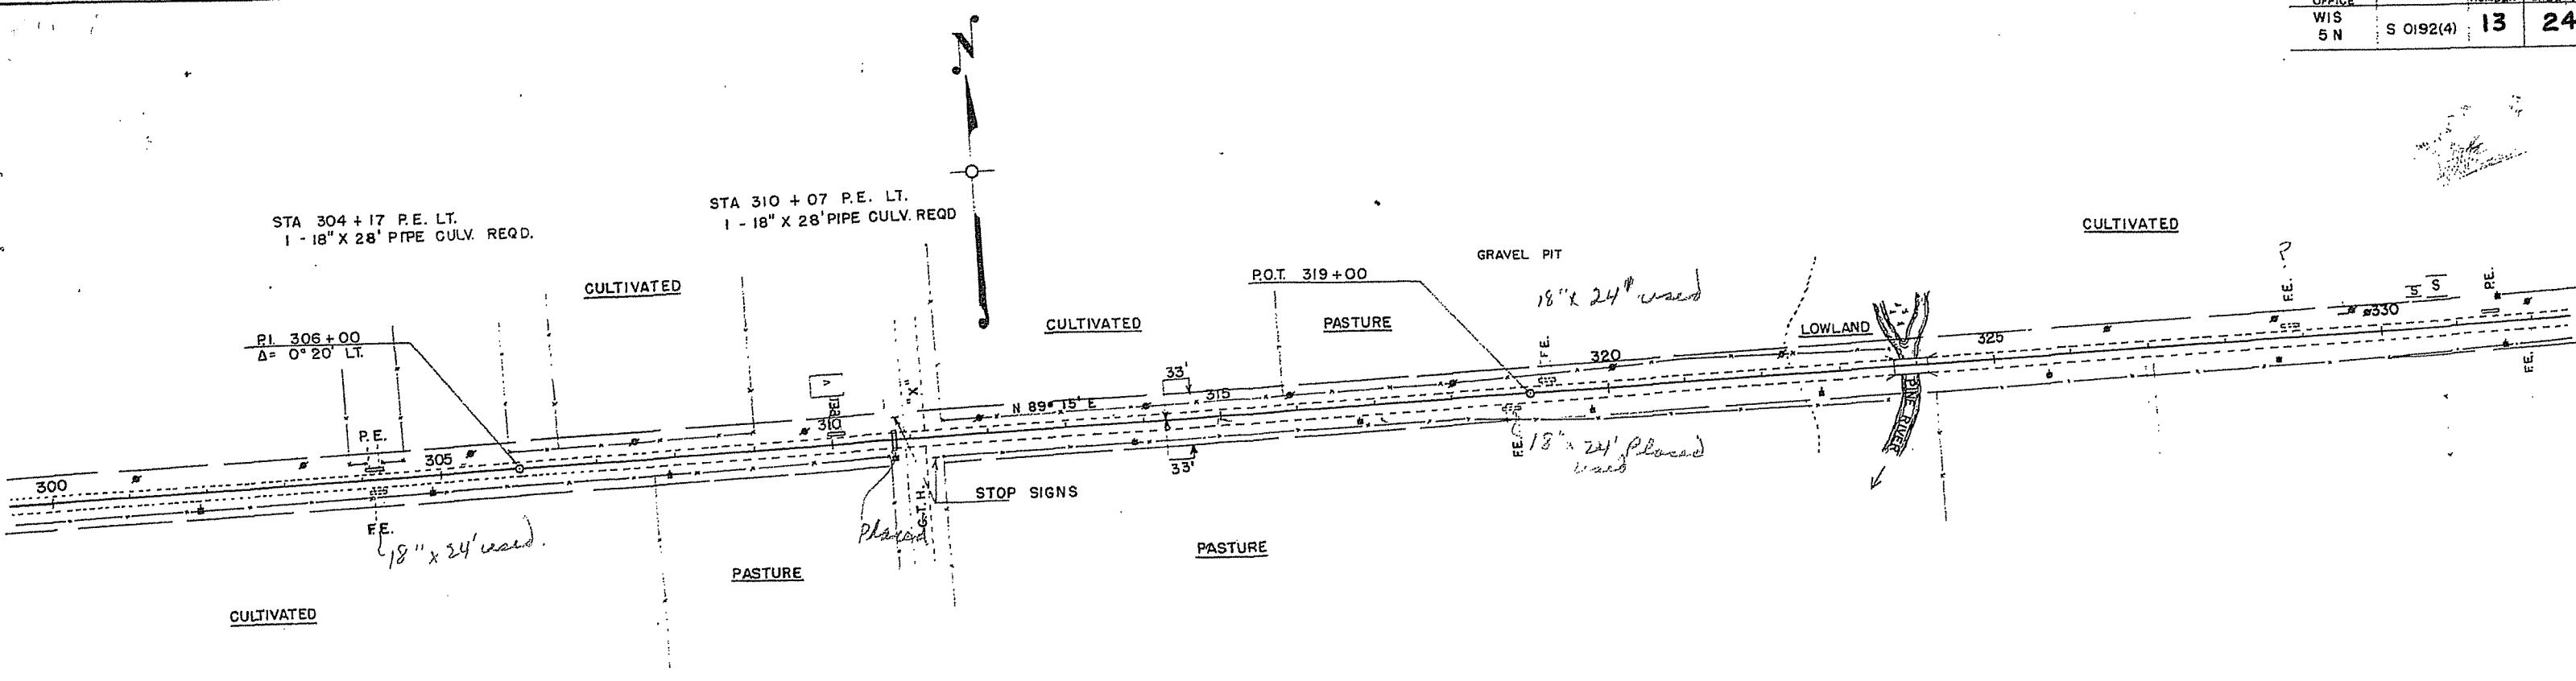 WIS
5 N
S 0192(4)
13
24
STA 304 + 17 P.E. LT.
1 - 18" X 28' PIPE CULV. REQD.
STA 310 + 07 P.E. LT.
1 - 18" X 28' PIPE CULV. REQD
N
CULTIVATED
GRAVEL PIT
P.O.T. 319+00
18" x 24" used
CULTIVATED
CULTIVATED
PASTURE
LOWLAND
P.I. 306+00
Δ= 0° 20' LT.
?
F.E.
S
S
P.E.
330
325
320
F.E.
F.E.
33'
315
N 89° 15' E
"X"
310
P.E.
305
300
PINE RIVER
F.E.
18" x 24' Placed
used
33'
STOP SIGNS
C.T.H.
Placed
F.E.
18" x 24' used.
PASTURE
PASTURE
CULTIVATED